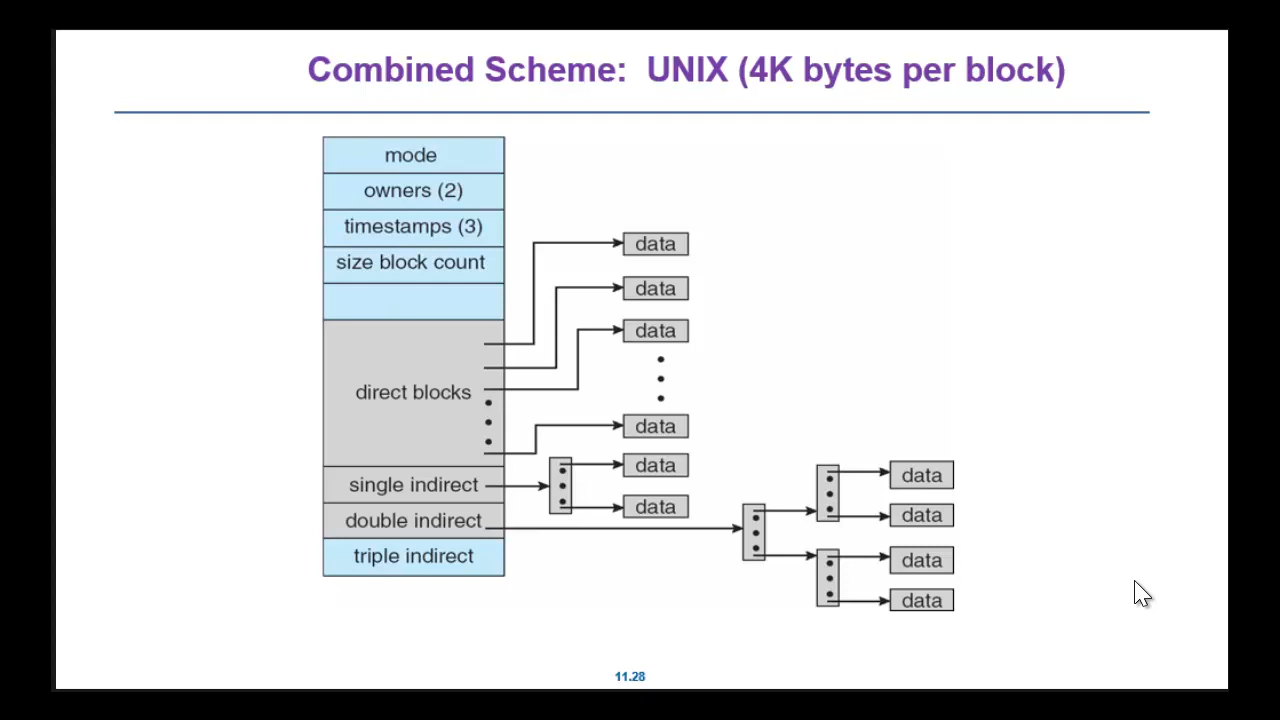 Combined Scheme: UNIX (4K bytes per block)
mode
owners (2)
timestamps (3)
size block count
direct blocks
single indirect
double indirect
triple indirect
data
data
data
data
data
data
data
data
data
data
11.28